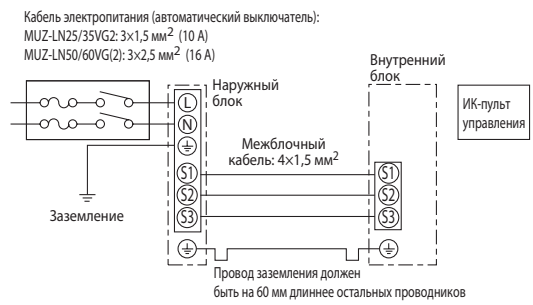 Кабель электропитания (автоматический выключатель):
MUZ-LN25/35VG2: 3×1,5 мм² (10 А)
MUZ-LN50/60VG(2): 3×2,5 мм² (16 А)
Наружный
блок
Внутренний
блок
ИК-пульт
управления
L
N
Межблочный
кабель: 4×1,5 мм²
S1
S2
S3
S1
S2
S3
Заземление
Провод заземления должен
быть на 60 мм длиннее остальных проводников